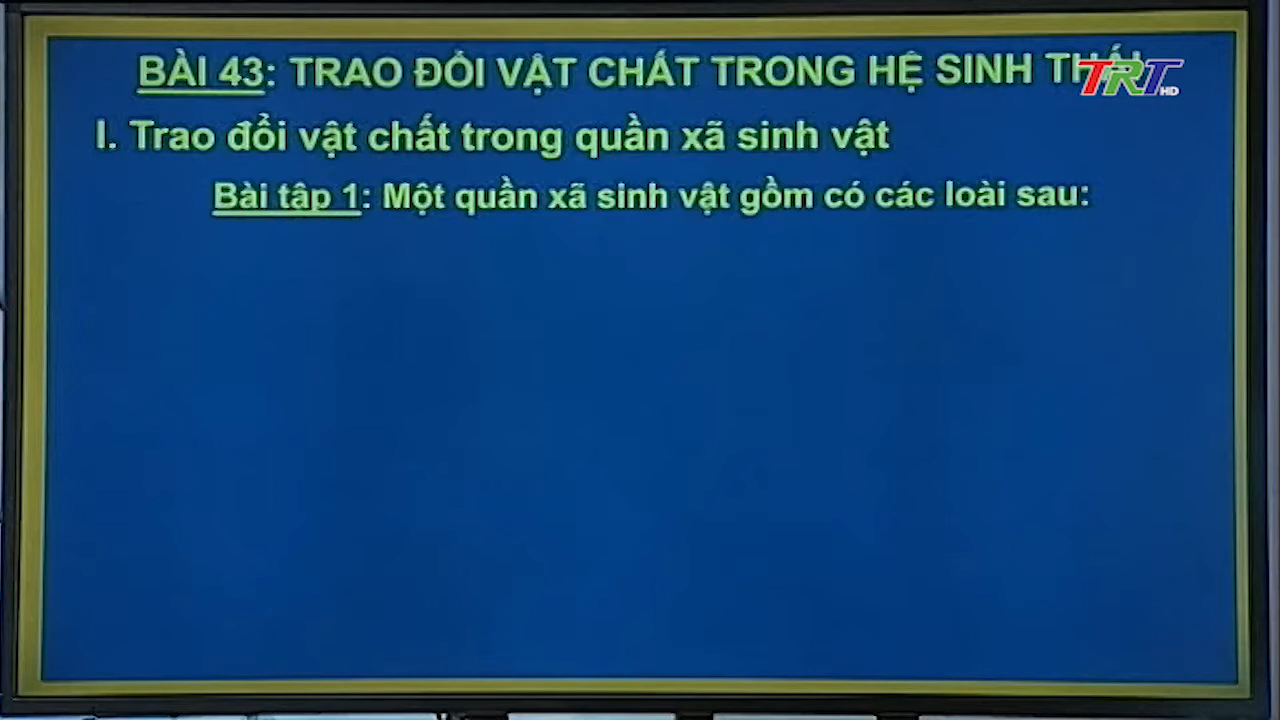 BÀI 43: TRAO ĐỔI VẬT CHẤT TRONG HỆ SINH
TRT HD
I. Trao đổi vật chất trong quần xã sinh vật
Bài tập 1: Một quần xã sinh vật gồm có các loài sau: